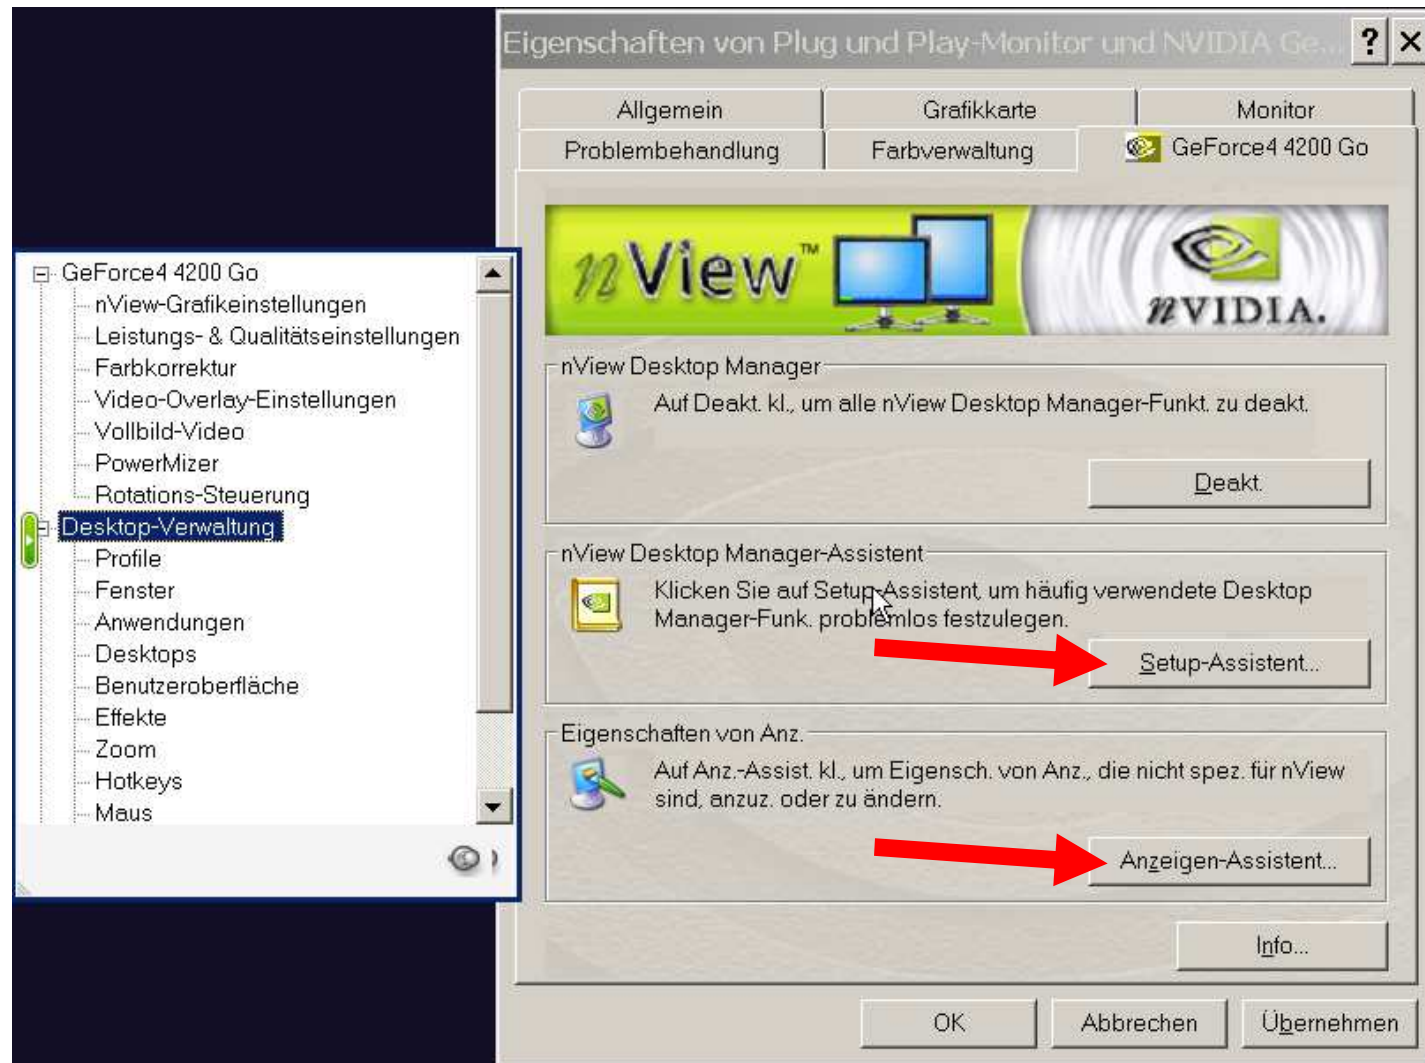 Eigenschaften von Plug und Play-Monitor und NVIDIA Ge...
Allgemein
Grafikkarte
Monitor
Problembehandlung
Farbverwaltung
GeForce4 4200 Go
nView™
nVIDIA.
GeForce4 4200 Go
nView-Grafikeinstellungen
Leistungs- & Qualitätseinstellungen
Farbkorrektur
Video-Overlay-Einstellungen
Vollbild-Video
PowerMizer
Rotations-Steuerung
Desktop-Verwaltung
Profile
Fenster
Anwendungen
Desktops
Benutzeroberfläche
Effekte
Zoom
Hotkeys
Maus
nView Desktop Manager
Auf Deakt. kl., um alle nView Desktop Manager-Funkt. zu deakt.
Deakt.
nView Desktop Manager-Assistent
Klicken Sie auf Setup-Assistent, um häufig verwendete Desktop
Manager-Funk. problemlos festzulegen.
Setup-Assistent...
Eigenschaften von Anz.
Auf Anz.-Assist. kl., um Eigensch. von Anz., die nicht spez. für nView
sind, anzuz. oder zu ändern.
Anzeigen-Assistent...
Info...
OK
Abbrechen
Übernehmen